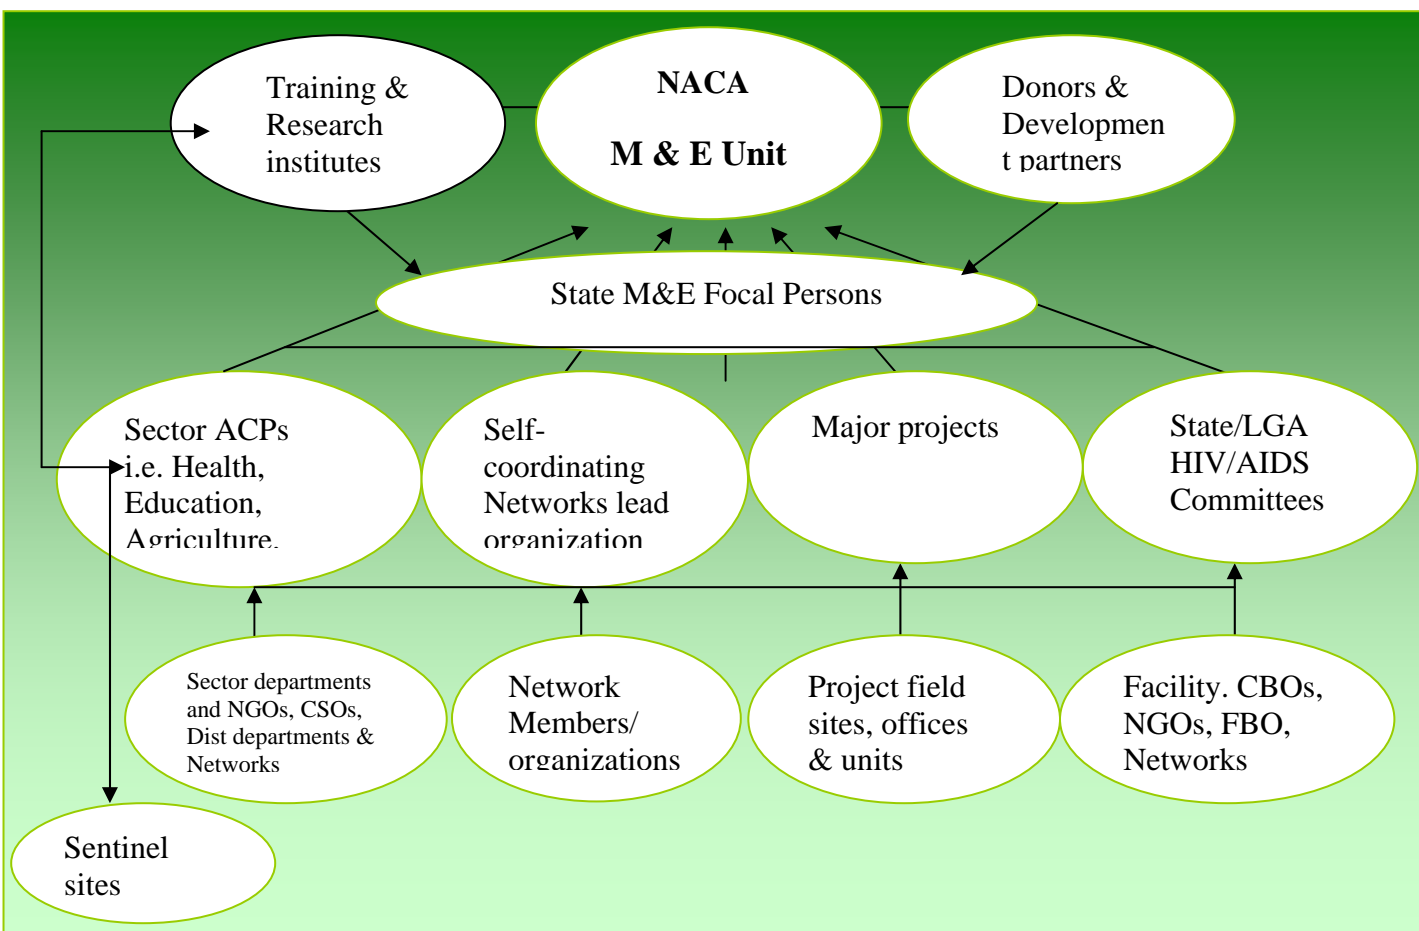 Training &
Research
institutes
NACA
M & E Unit
Donors &
Developmen
t partners
State M&E Focal Persons
Sector ACPs
i.e. Health,
Education,
Agriculture,
Self-
coordinating
Networks lead
organization
Major projects
State/LGA
HIV/AIDS
Committees
Sector departments
and NGOs, CSOs,
Dist departments &
Networks
Network
Members/
organizations
Project field
sites, offices
& units
Facility. CBOs,
NGOs, FBO,
Networks
Sentinel
sites